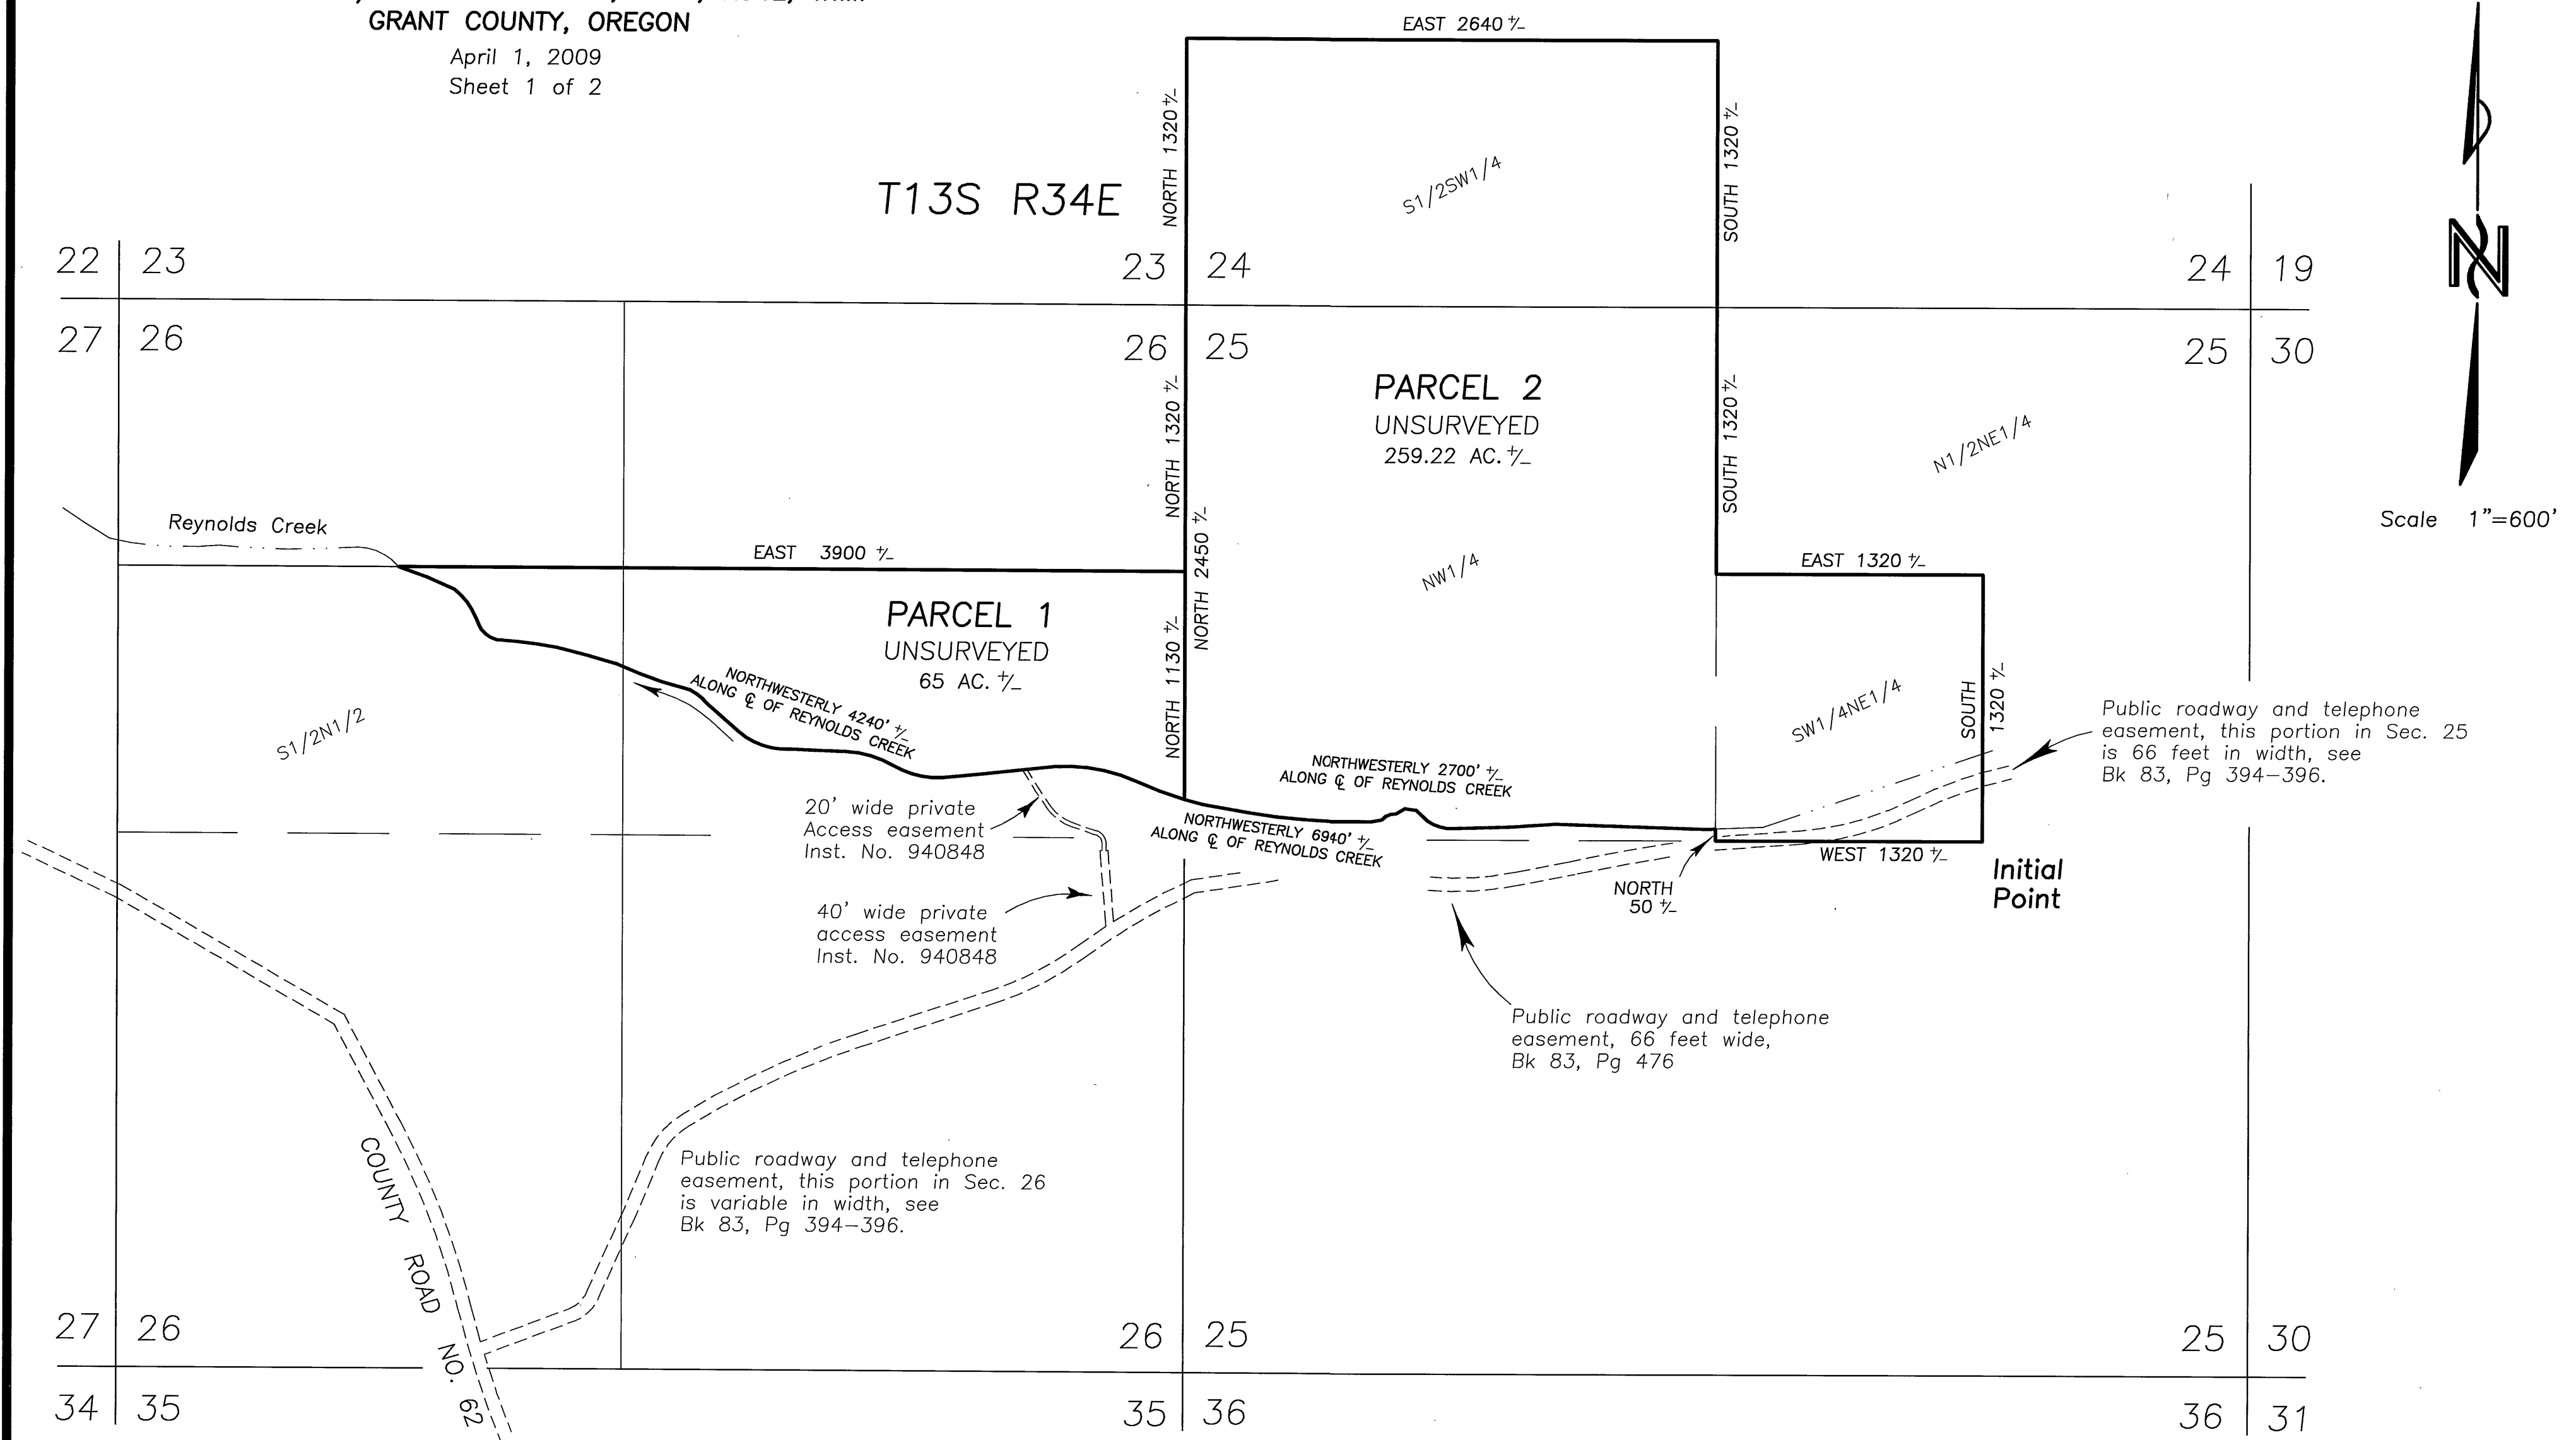 GRANT COUNTY, OREGON
April 1, 2009
Sheet 1 of 2
EAST 2640 +/-
NORTH 1320 +/-
SOUTH 1320 +/-
S1/2SW1/4
T13S R34E
22 23
23 24
24 19
27 26
26 25
25 30
PARCEL 2
UNSURVEYED
259.22 AC. +/-
NORTH 1320 +/-
SOUTH 1320 +/-
N1/2NE1/4
Scale 1"=600'
Reynolds Creek
EAST 3900 +/-
NORTH 2450 +/-
NW1/4
EAST 1320 +/-
PARCEL 1
UNSURVEYED
65 AC. +/-
NORTH 1130 +/-
NORTHWESTERLY 4240' +/-
ALONG ℄ OF REYNOLDS CREEK
S1/2N1/2
SW1/4NE1/4
SOUTH
1320 +/-
Public roadway and telephone
easement, this portion in Sec. 25
is 66 feet in width, see
Bk 83, Pg 394-396.
NORTHWESTERLY 2700' +/-
ALONG ℄ OF REYNOLDS CREEK
20' wide private
Access easement
Inst. No. 940848
NORTHWESTERLY 6940' +/-
ALONG ℄ OF REYNOLDS CREEK
WEST 1320 +/-
Initial
Point
NORTH
50 +/-
40' wide private
access easement
Inst. No. 940848
Public roadway and telephone
easement, 66 feet wide,
Bk 83, Pg 476
Public roadway and telephone
easement, this portion in Sec. 26
is variable in width, see
Bk 83, Pg 394-396.
COUNTY ROAD NO. 62
27 26
26 25
25 30
34 35
35 36
36 31
N